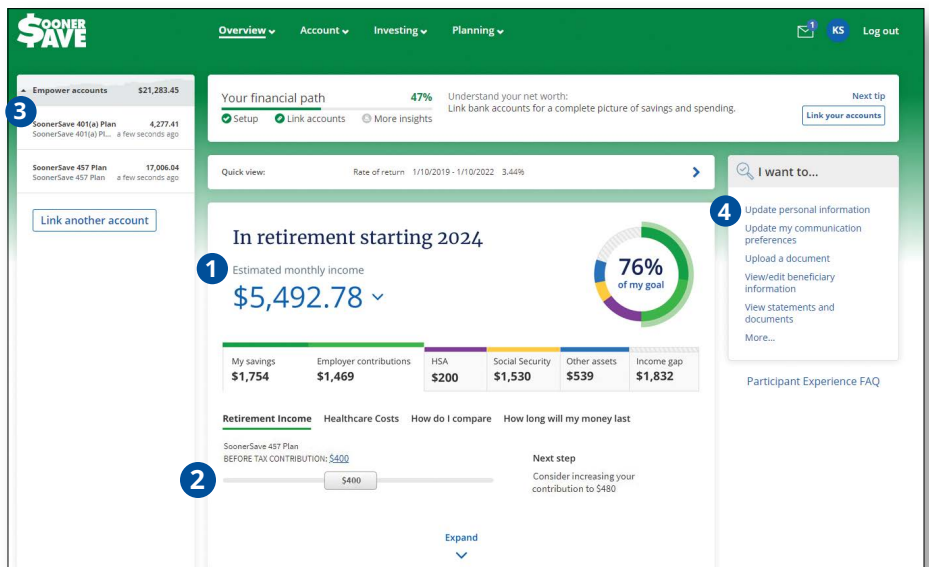 SOONER SAVE
Overview
Account
Investing
Planning
1
KS
Log out
3
Empower accounts $21,283.45
SoonerSave 401(a) Plan 4,277.41
SoonerSave 401(a) Pl... a few seconds ago
SoonerSave 457 Plan 17,006.04
SoonerSave 457 Plan a few seconds ago
Link another account
Your financial path 47%
Setup Link accounts More insights
Understand your net worth:
Link bank accounts for a complete picture of savings and spending.
Next tip
Link your accounts
Quick view: Rate of return 1/10/2019 - 1/10/2022 3.44%
In retirement starting 2024
1
Estimated monthly income
$5,492.78
76%
of my goal
My savings
$1,754
Employer contributions
$1,469
HSA
$200
Social Security
$1,530
Other assets
$539
Income gap
$1,832
Retirement Income Healthcare Costs How do I compare How long will my money last
SoonerSave 457 Plan
BEFORE TAX CONTRIBUTION: $400
2
$400
Next step
Consider increasing your
contribution to $480
Expand
I want to...
4
Update personal information
Update my communication
preferences
Upload a document
View/edit beneficiary
information
View statements and
documents
More...
Participant Experience FAQ